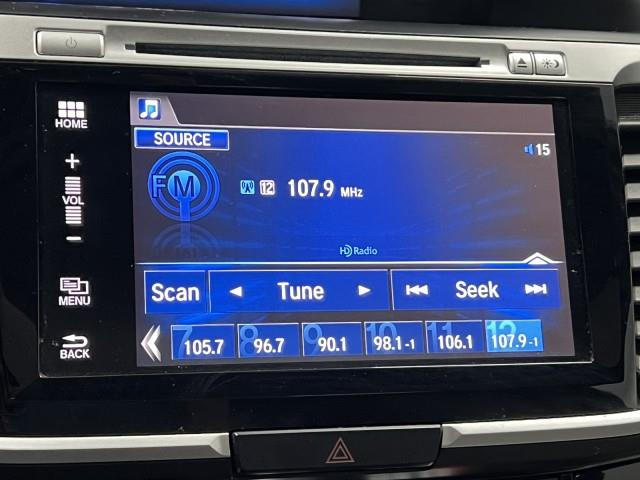 HOME
SOURCE
15
VOL
FM
12 107.9 MHz
HD Radio
MENU
Scan Tune Seek
BACK
7 8 9 10 11 12
105.7 96.7 90.1 98.1-1 106.1 107.9-1